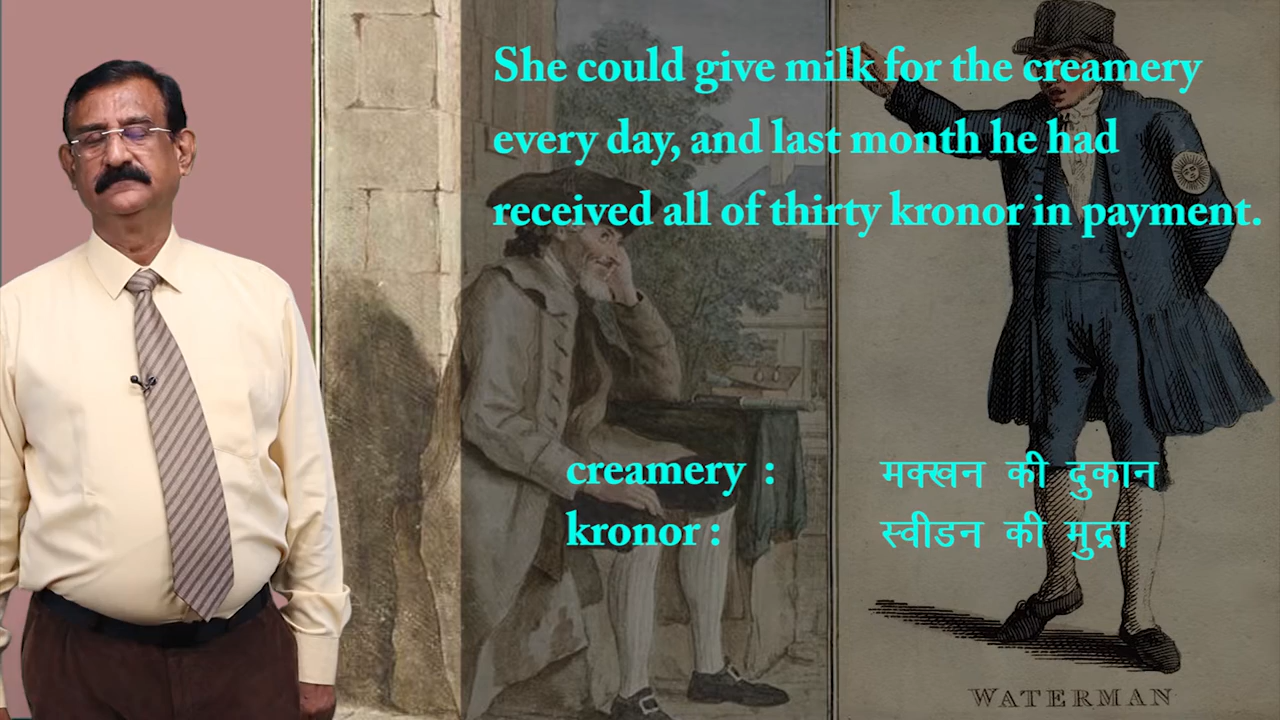 She could give milk for the creamery
every day, and last month he had
received all of thirty kronor in payment.
creamery : मक्खन की दुकान
kronor : स्वीडन की मुद्रा
WATERMAN